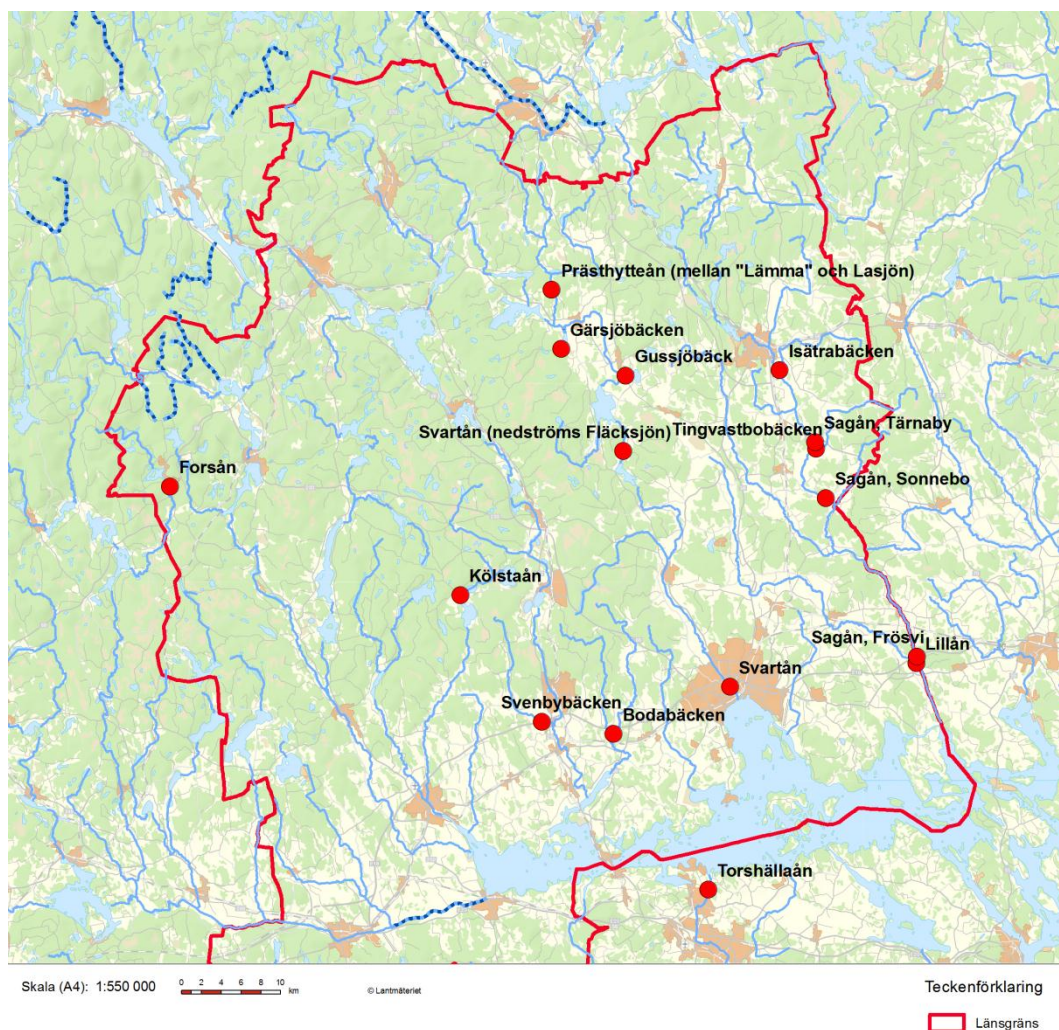 Prästhytteån (mellan "Lämma" och Lasjön)
Gärsjöbäcken
Gussjöbäck
Isätrabäcken
Svartån (nedströms Fläcksjön)
Tingvastbobäcken
Sagån, Tärnaby
Forsån
Sagån, Sonnebo
Kölstaån
Sagån, Frösvi
Lillån
Svartån
Svenbybäcken
Bodabäcken
Torshällaån
Skala (A4): 1:550 000
0 2 4 6 8 10
km
© Lantmäteriet
Teckenförklaring
Länsgräns